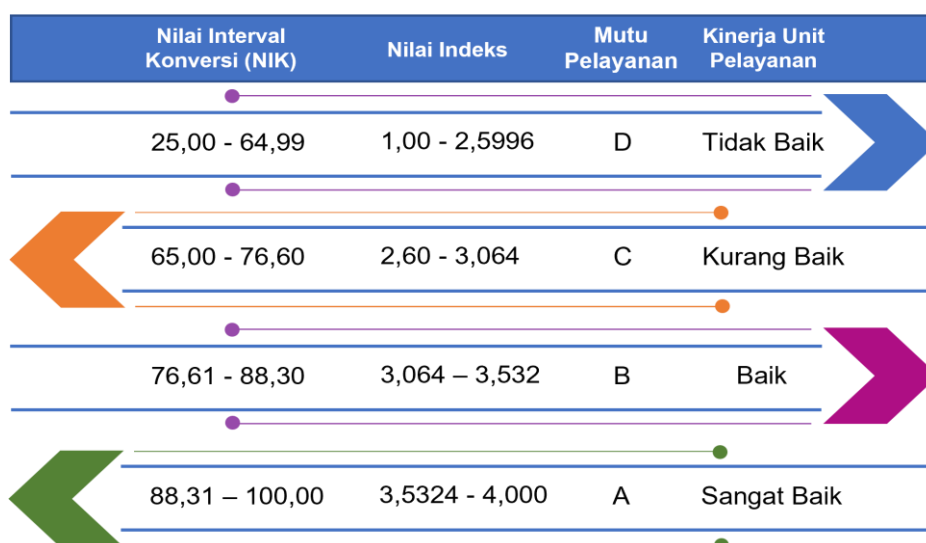 Nilai Interval Konversi (NIK) Nilai Indeks Mutu Pelayanan Kinerja Unit Pelayanan
25,00 - 64,99 1,00 - 2,5996 D Tidak Baik
65,00 - 76,60 2,60 - 3,064 C Kurang Baik
76,61 - 88,30 3,064 – 3,532 B Baik
88,31 – 100,00 3,5324 - 4,000 A Sangat Baik